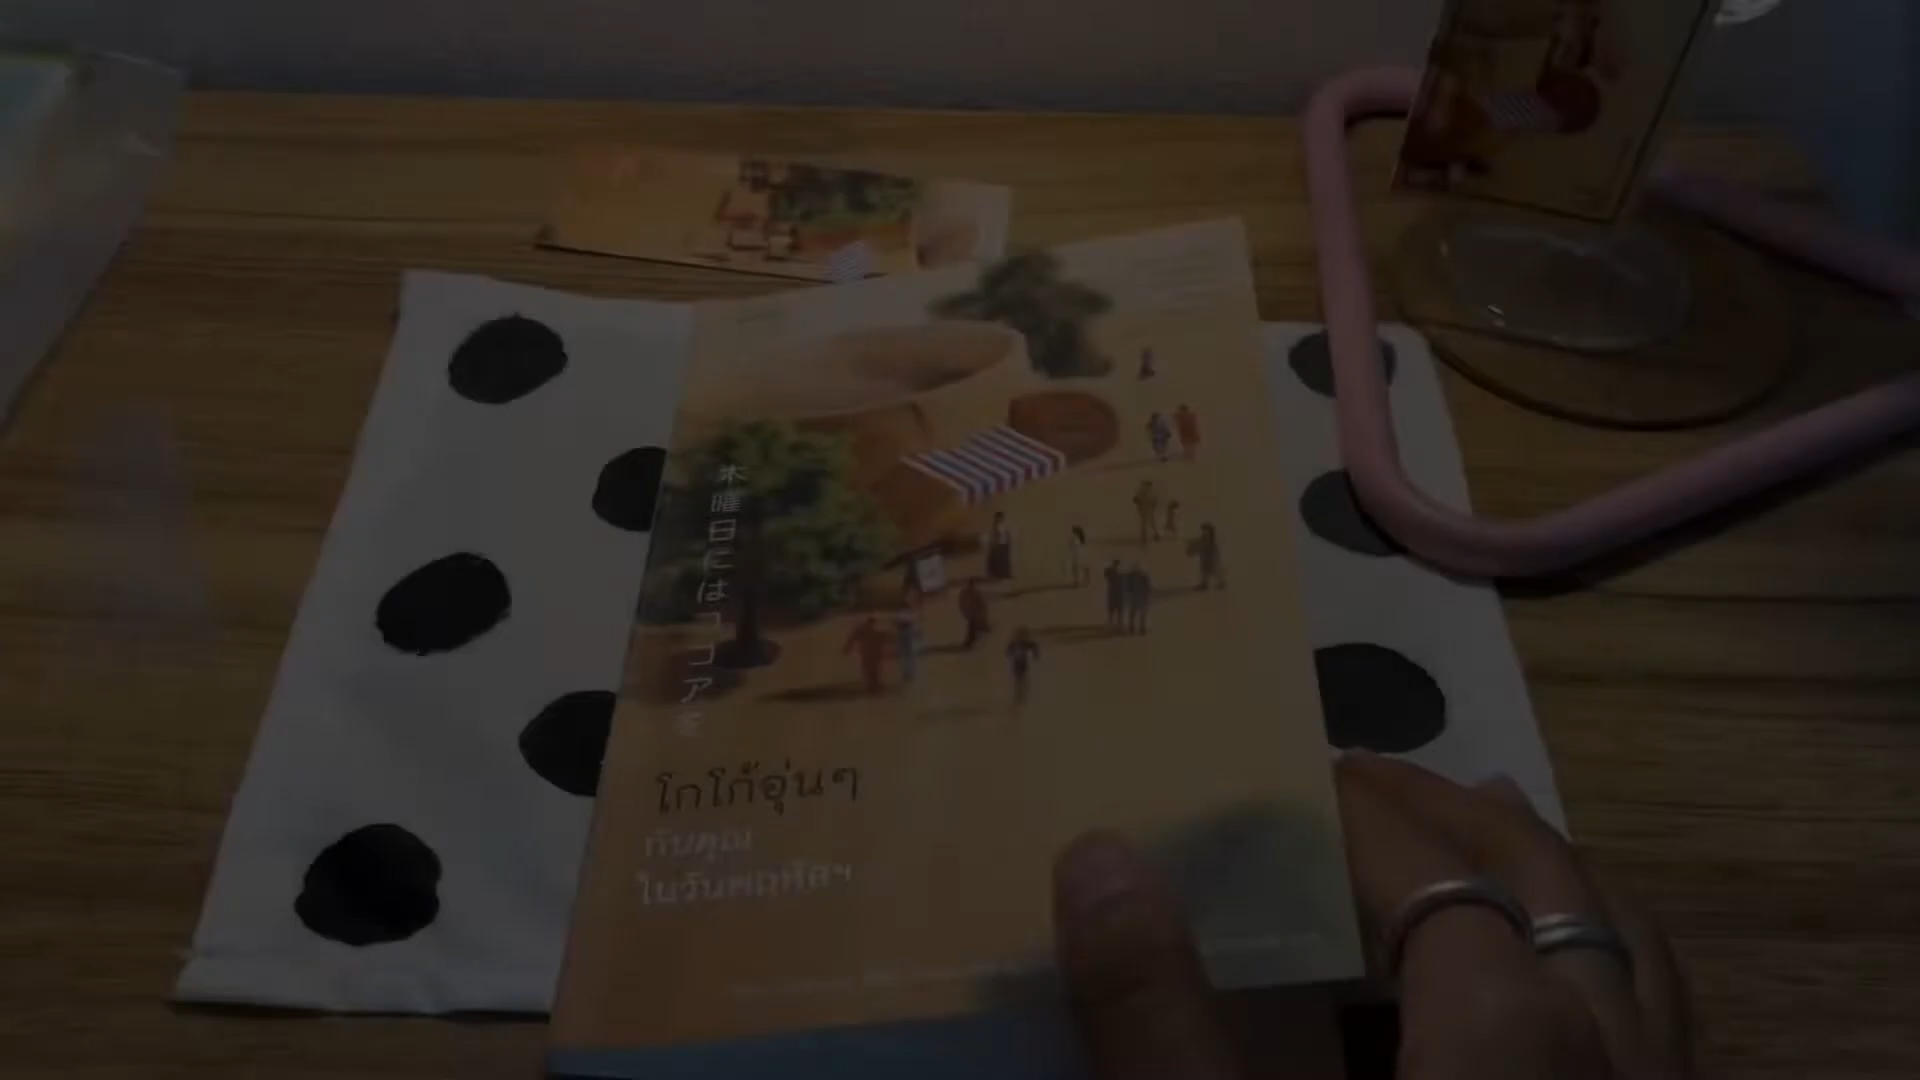 木曜日にはココアを
โกโก้อุ่นๆ
กับคุณ
ในวันพฤหัสฯ